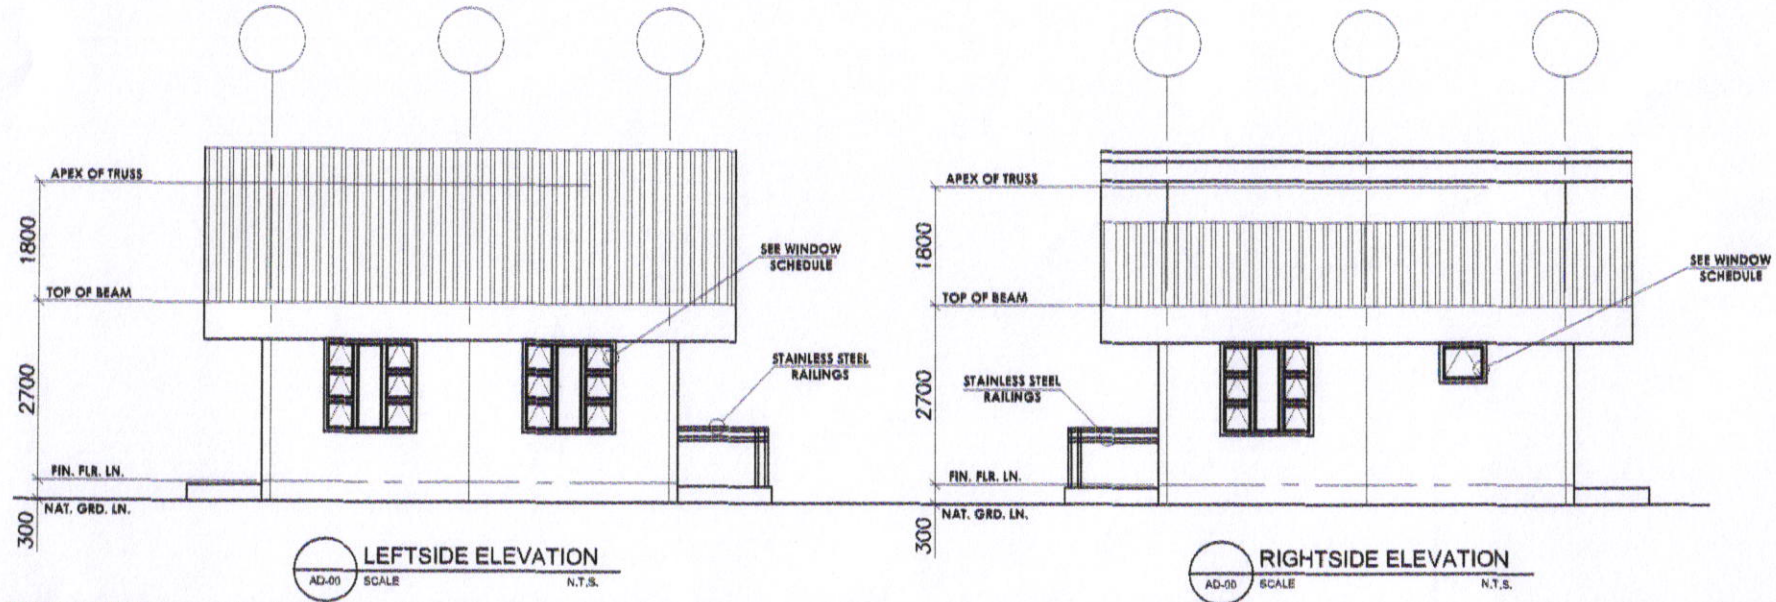 APEX OF TRUSS
1800
TOP OF BEAM
2700
FIN. FLR. LN.
NAT. GRD. LN.
300
SEE WINDOW
SCHEDULE
STAINLESS STEEL
RAILINGS
LEFTSIDE ELEVATION
AD-00 SCALE N.T.S.
APEX OF TRUSS
1800
TOP OF BEAM
2700
FIN. FLR. LN.
NAT. GRD. LN.
300
SEE WINDOW
SCHEDULE
STAINLESS STEEL
RAILINGS
RIGHTSIDE ELEVATION
AD-00 SCALE N.T.S.